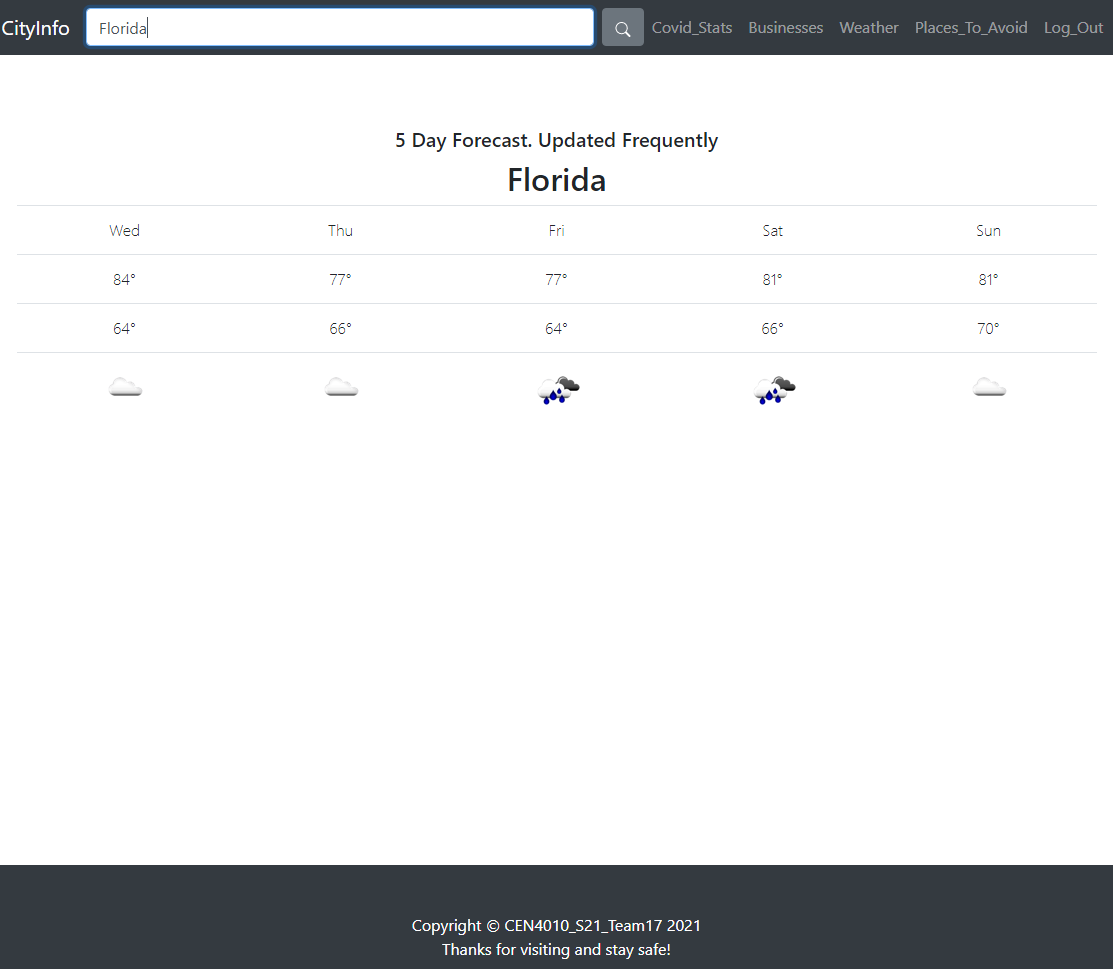 CityInfo Florida Covid_Stats Businesses Weather Places_To_Avoid Log_Out
5 Day Forecast. Updated Frequently
Florida
Wed Thu Fri Sat Sun
84° 77° 77° 81° 81°
64° 66° 64° 66° 70°
Copyright © CEN4010_S21_Team17 2021
Thanks for visiting and stay safe!